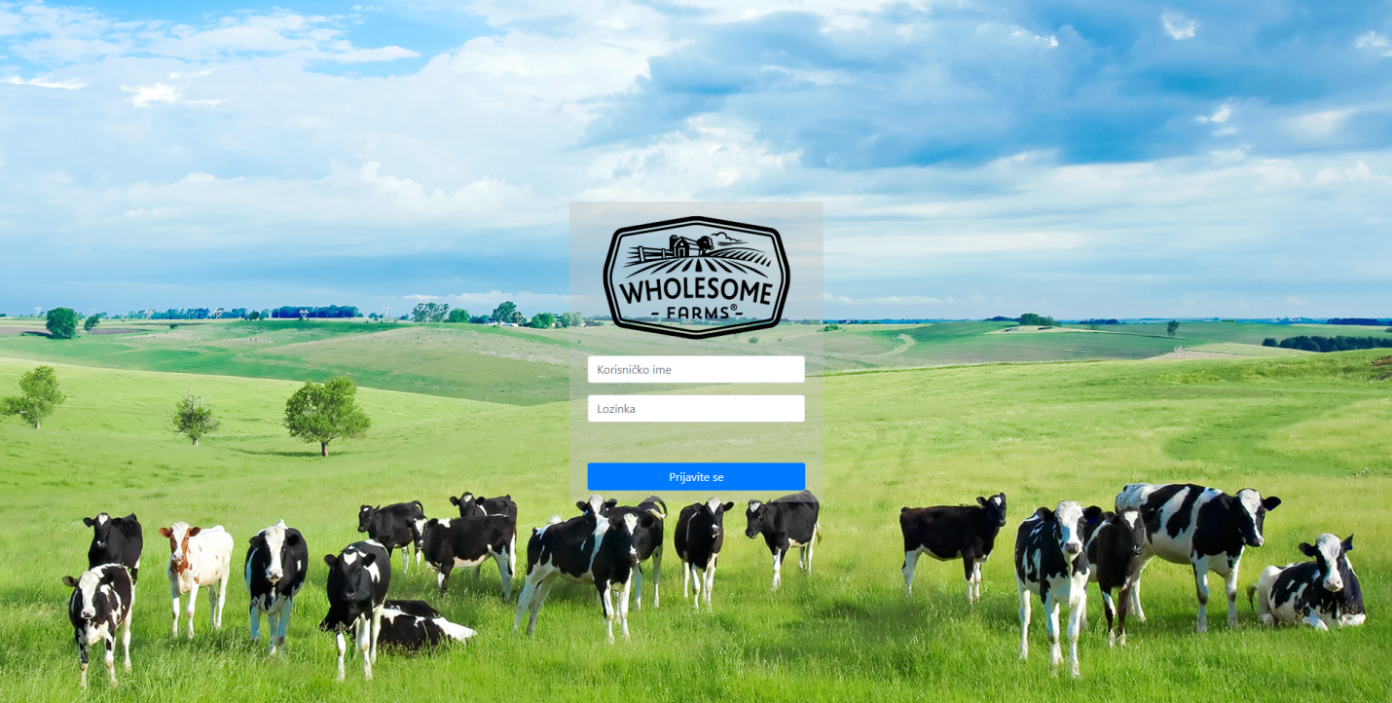 WHOLESOME
- FARMS® -
Korisničko ime
Lozinka
Prijavite se